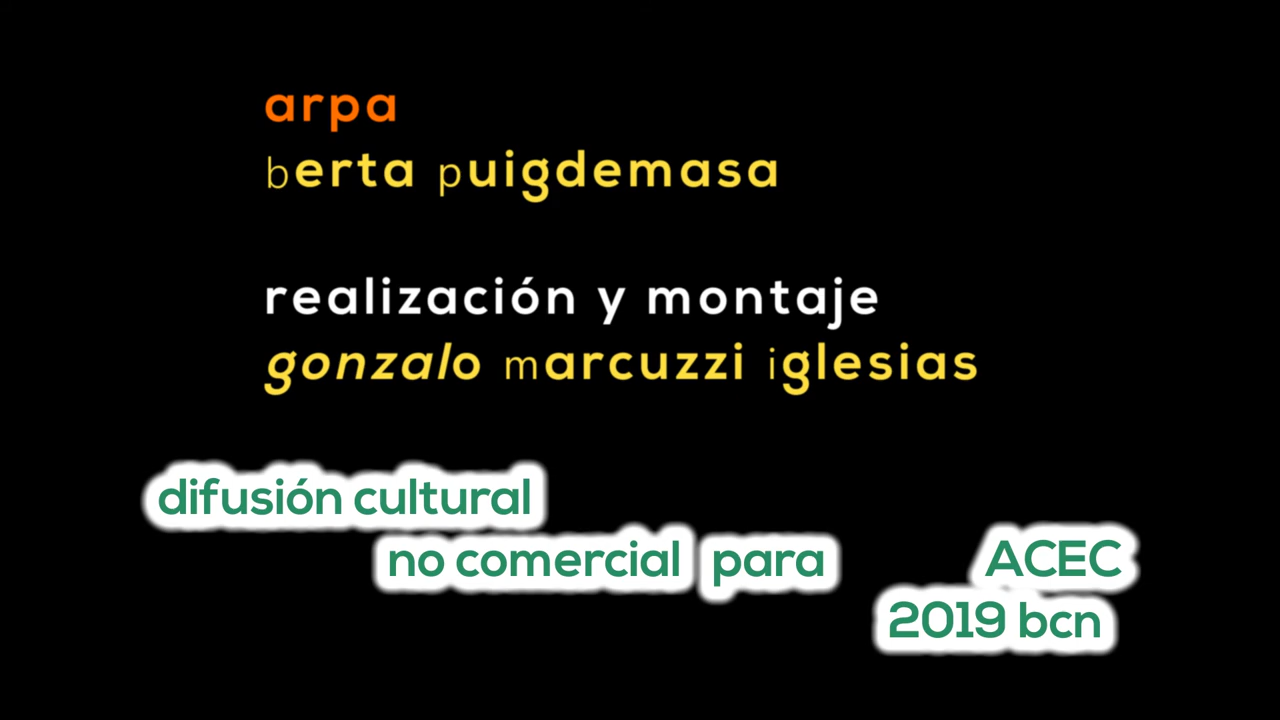 arpa
berta puigdemasa
realización y montaje
gonzalo marcuzzi iglesias
difusión cultural
no comercial para ACEC
2019 bcn